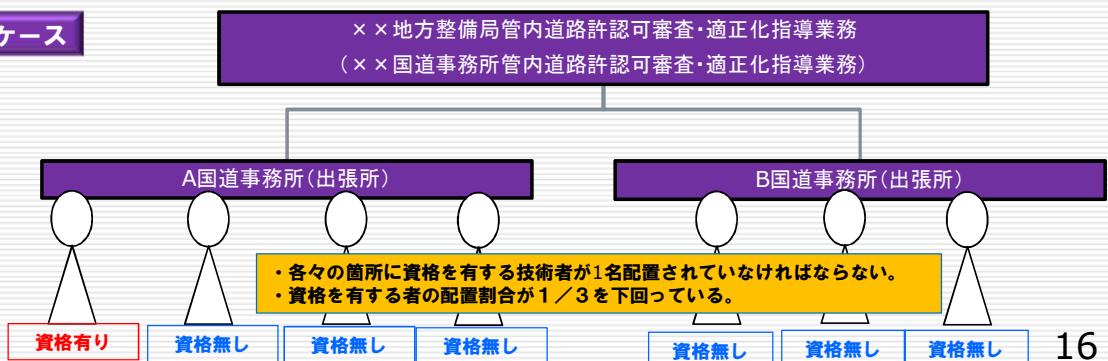 ケース
××地方整備局管内道路許認可審査・適正化指導業務
(××国道事務所管内道路許認可審査・適正化指導業務)
A国道事務所(出張所)
B国道事務所(出張所)
・各々の箇所に資格を有する技術者が1名配置されていなければならない。
・資格を有する者の配置割合が1/3を下回っている。
資格有り
資格無し
資格無し
資格無し
資格無し
資格無し
資格無し
16